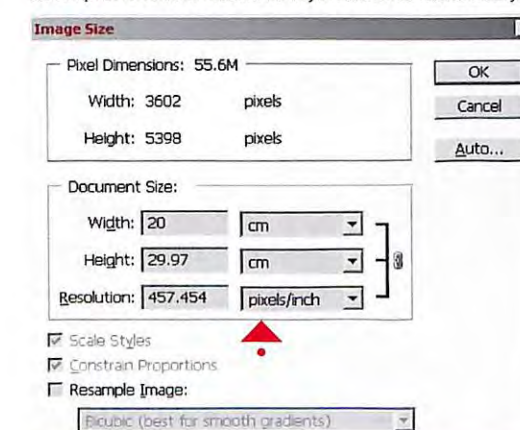 Image Size
Pixel Dimensions: 55.6M
OK
Width: 3602 pixels
Cancel
Height: 5398 pixels
Auto...
Document Size:
Width: 20 cm
Height: 29.97 cm
Resolution: 457.454 pixels/inch
Scale Styles
Constrain Proportions
Resample Image:
Bicubic (best for smooth gradients)